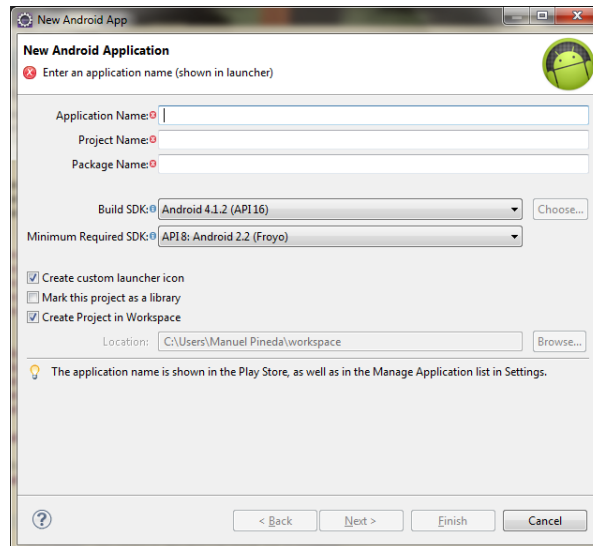 New Android App
New Android Application
Enter an application name (shown in launcher)
Application Name:
Project Name:
Package Name:
Build SDK: Android 4.1.2 (API 16) Choose...
Minimum Required SDK: API 8: Android 2.2 (Froyo)
Create custom launcher icon
Mark this project as a library
Create Project in Workspace
Location: C:\Users\Manuel Pineda\workspace Browse...
The application name is shown in the Play Store, as well as in the Manage Application list in Settings.
? < Back Next > Finish Cancel